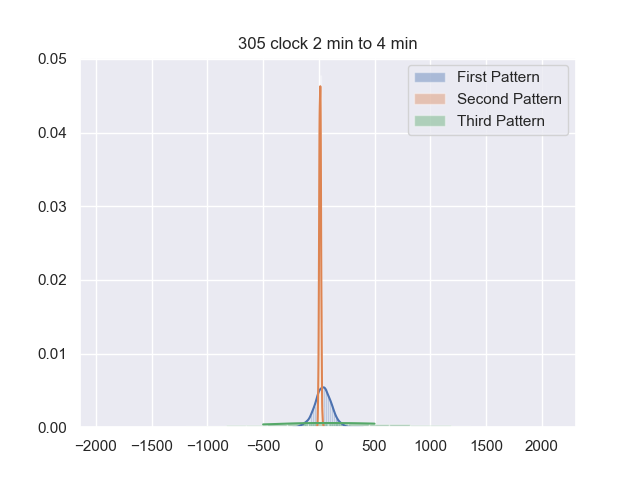 305 clock 2 min to 4 min
First Pattern
Second Pattern
Third Pattern
0.05
0.04
0.03
0.02
0.01
0.00
−2000 −1500 −1000 −500 0 500 1000 1500 2000